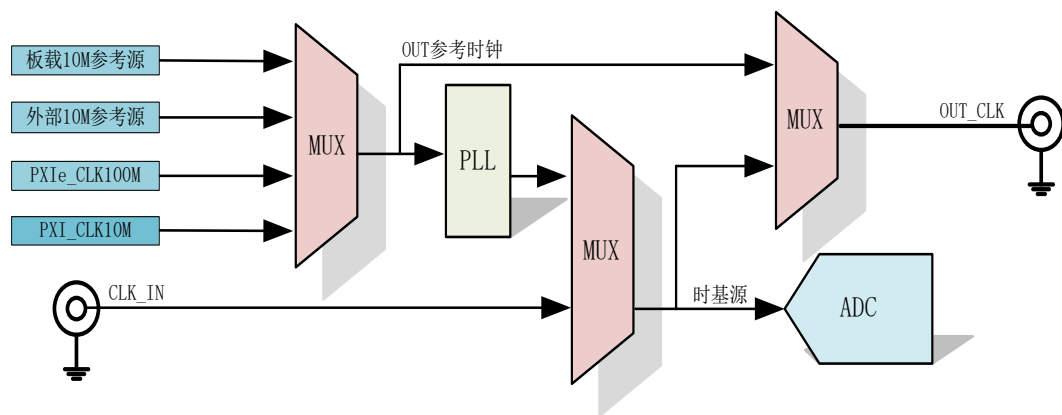 板载10M参考源
外部10M参考源
PXIe_CLK100M
PXI_CLK10M
CLK_IN
MUX
OUT参考时钟
PLL
MUX
时基源
MUX
ADC
OUT_CLK